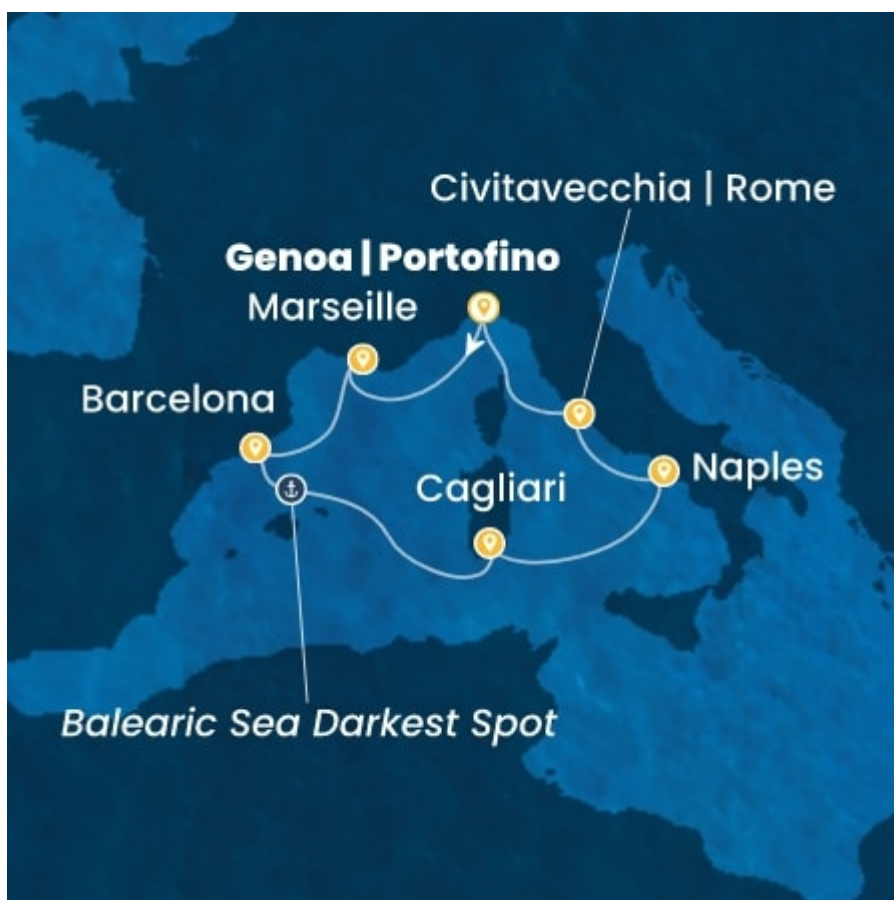 Civitavecchia | Rome
Genoa | Portofino
Marseille
Barcelona
Naples
Cagliari
Balearic Sea Darkest Spot